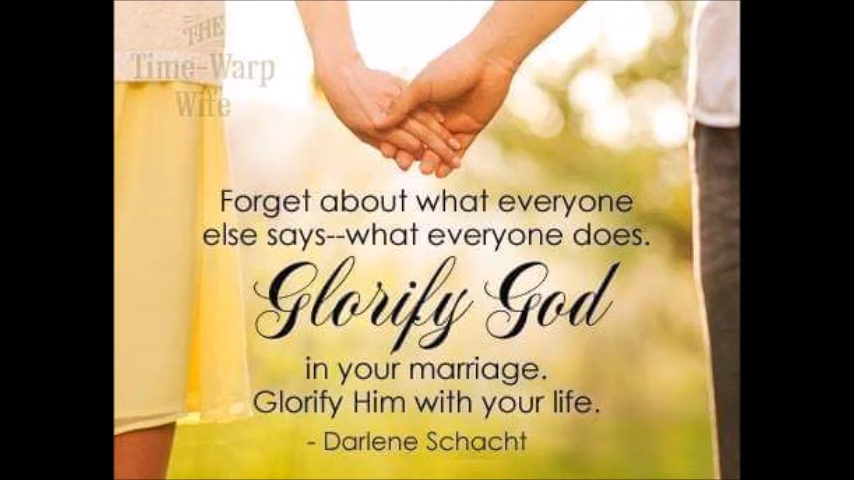 THE
Time-Warp
Wife
Forget about what everyone
else says--what everyone does.
Glorify God
in your marriage.
Glorify Him with your life.
- Darlene Schacht